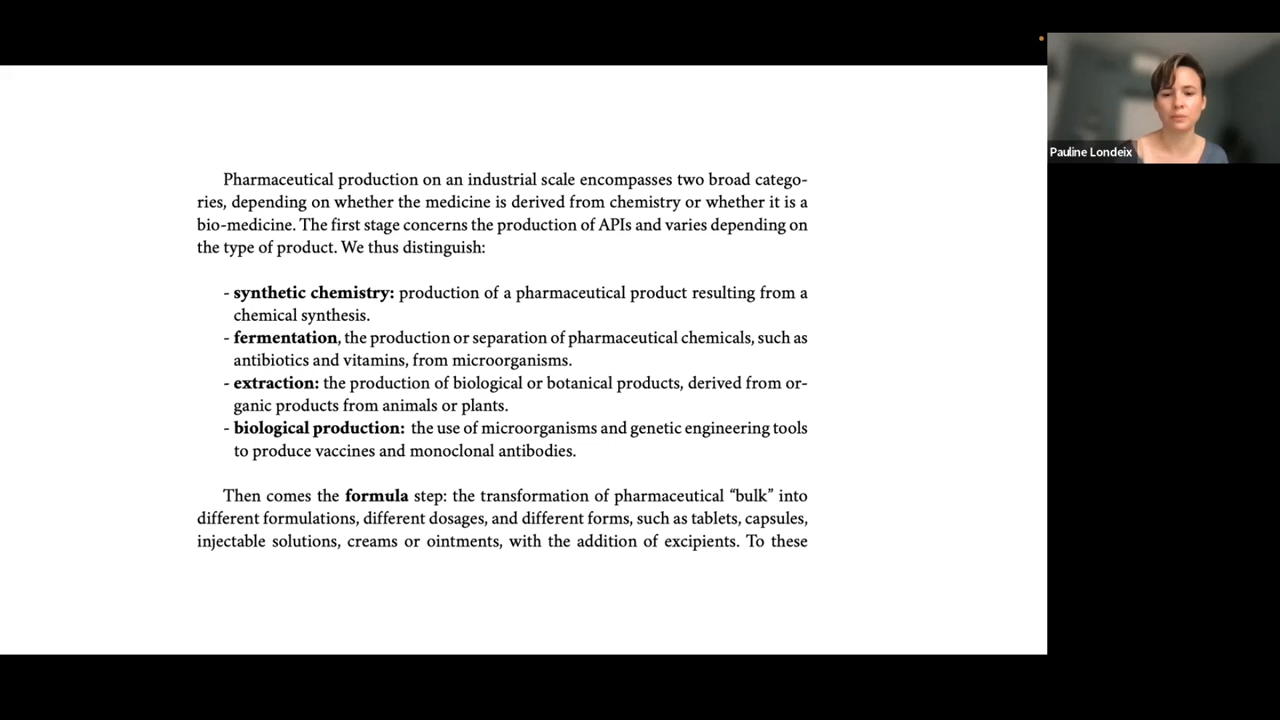 Pharmaceutical production on an industrial scale encompasses two broad catego-
ries, depending on whether the medicine is derived from chemistry or whether it is a
bio-medicine. The first stage concerns the production of APIs and varies depending on
the type of product. We thus distinguish:
- synthetic chemistry: production of a pharmaceutical product resulting from a
chemical synthesis.
- fermentation, the production or separation of pharmaceutical chemicals, such as
antibiotics and vitamins, from microorganisms.
- extraction: the production of biological or botanical products, derived from or-
ganic products from animals or plants.
- biological production: the use of microorganisms and genetic engineering tools
to produce vaccines and monoclonal antibodies.
Then comes the formula step: the transformation of pharmaceutical “bulk” into
different formulations, different dosages, and different forms, such as tablets, capsules,
injectable solutions, creams or ointments, with the addition of excipients. To these
Pauline Londeix